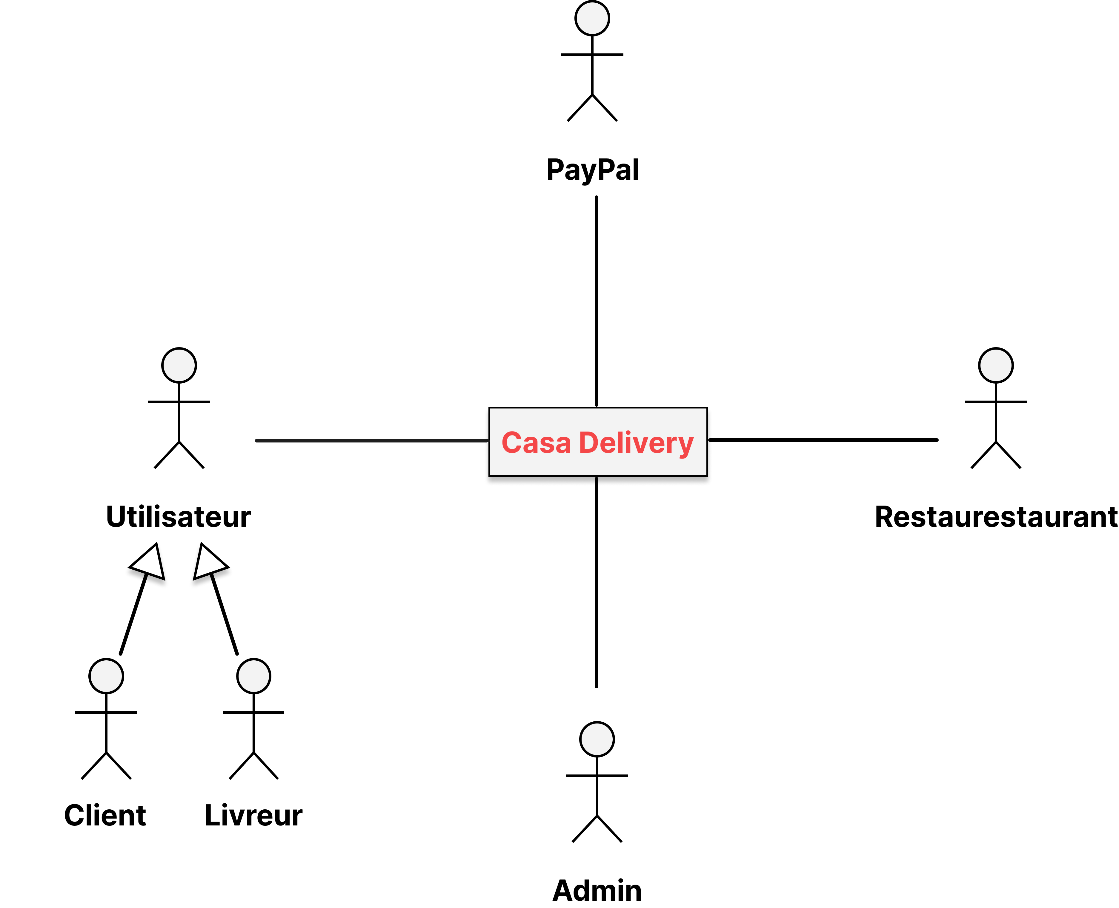 PayPal
Casa Delivery
Utilisateur
Restaurestaurant
Client
Livreur
Admin